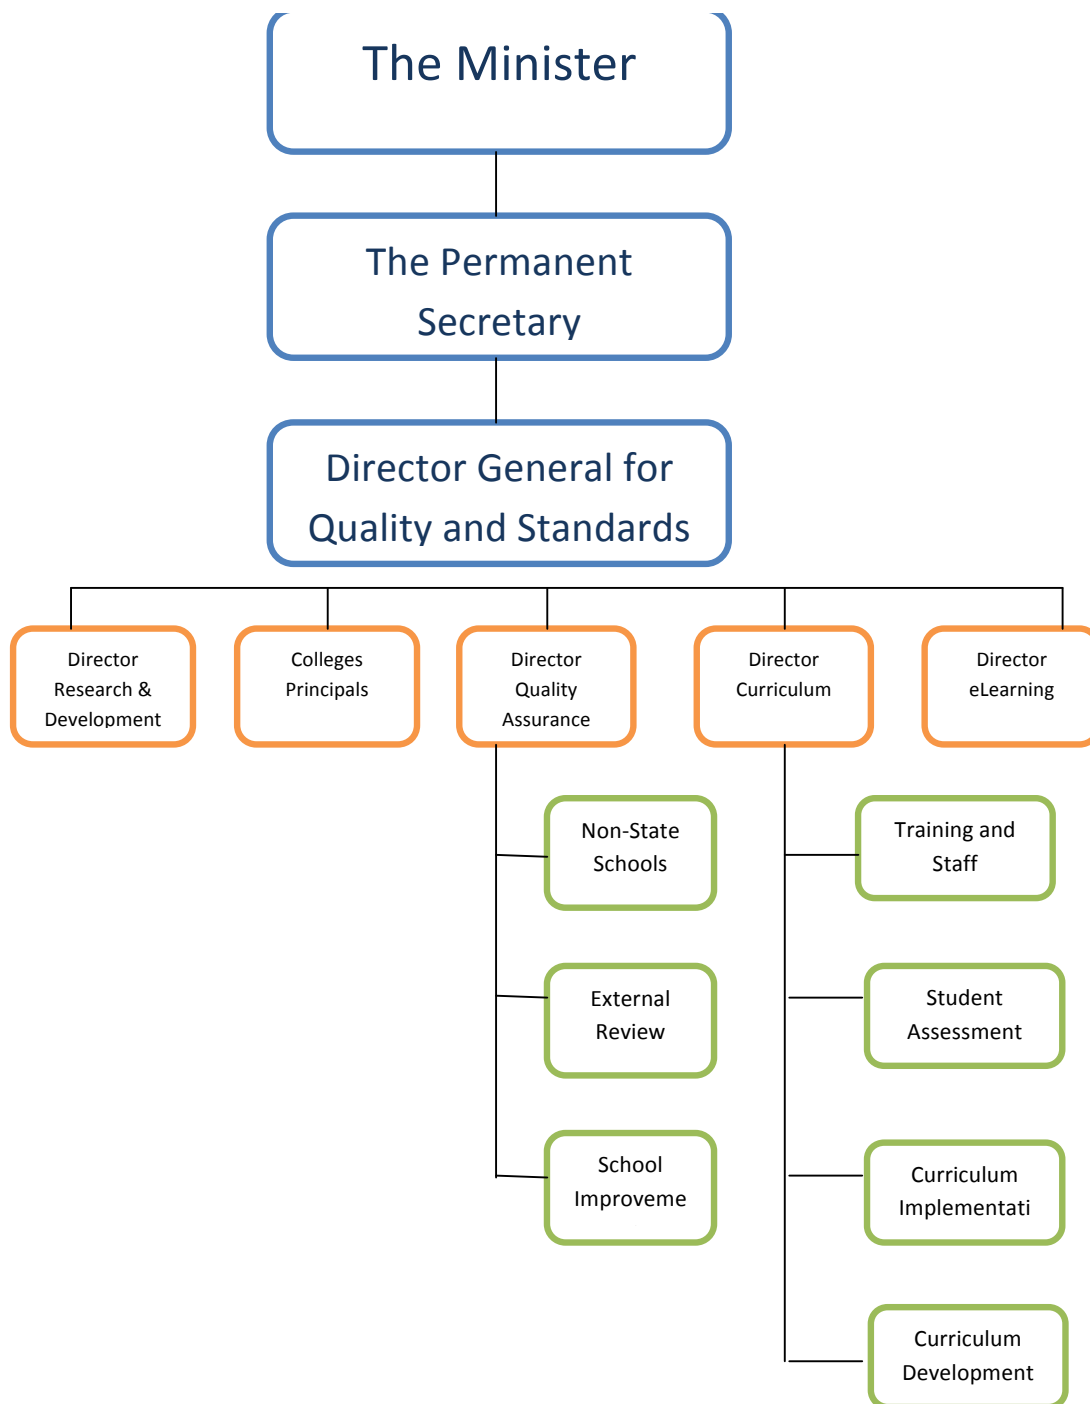 The Minister
The Permanent
Secretary
Director General for
Quality and Standards
Director
Research &
Development
Colleges
Principals
Director
Quality
Assurance
Director
Curriculum
Director
eLearning
Non-State
Schools
External
Review
School
Improveme
Training and
Staff
Student
Assessment
Curriculum
Implementati
Curriculum
Development